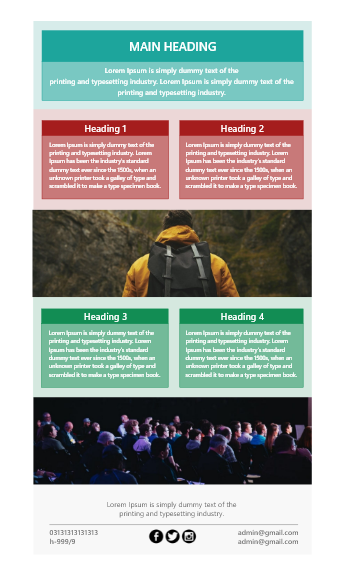 MAIN HEADING
Lorem Ipsum is simply dummy text of the
printing and typesetting industry. Lorem Ipsum is simply dummy text of the
printing and typesetting industry.
Heading 1
Lorem Ipsum is simply dummy text of the
printing and typesetting industry. Lorem
Ipsum has been the industry's standard
dummy text ever since the 1500s, when an
unknown printer took a galley of type and
scrambled it to make a type specimen book.
Heading 2
Lorem Ipsum is simply dummy text of the
printing and typesetting industry. Lorem
Ipsum has been the industry's standard
dummy text ever since the 1500s, when an
unknown printer took a galley of type and
scrambled it to make a type specimen book.
Heading 3
Lorem Ipsum is simply dummy text of the
printing and typesetting industry. Lorem
Ipsum has been the industry's standard
dummy text ever since the 1500s, when an
unknown printer took a galley of type and
scrambled it to make a type specimen book.
Heading 4
Lorem Ipsum is simply dummy text of the
printing and typesetting industry. Lorem
Ipsum has been the industry's standard
dummy text ever since the 1500s, when an
unknown printer took a galley of type and
scrambled it to make a type specimen book.
Lorem Ipsum is simply dummy text of the
printing and typesetting industry.
03131313131313
h-999/9
admin@gmail.com
admin@gmail.com